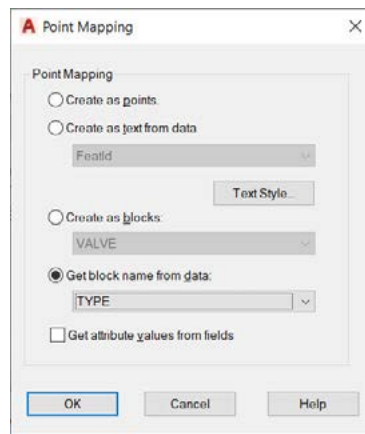 Point Mapping
Point Mapping
Create as points.
Create as text from data
FeatId
Text Style...
Create as blocks:
VALVE
Get block name from data:
TYPE
Get attribute values from fields
OK
Cancel
Help